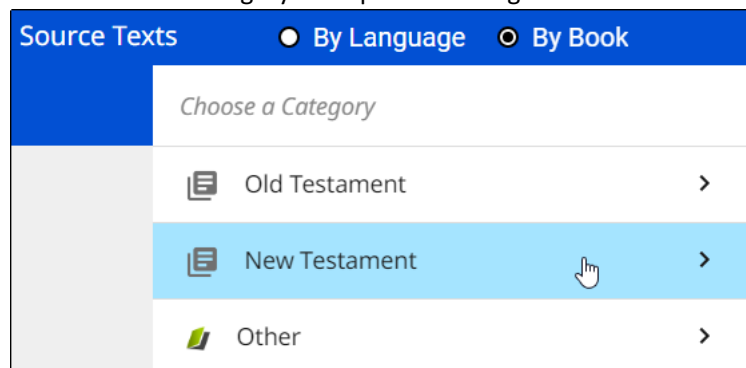 Source Texts By Language By Book
Choose a Category
Old Testament
New Testament
Other